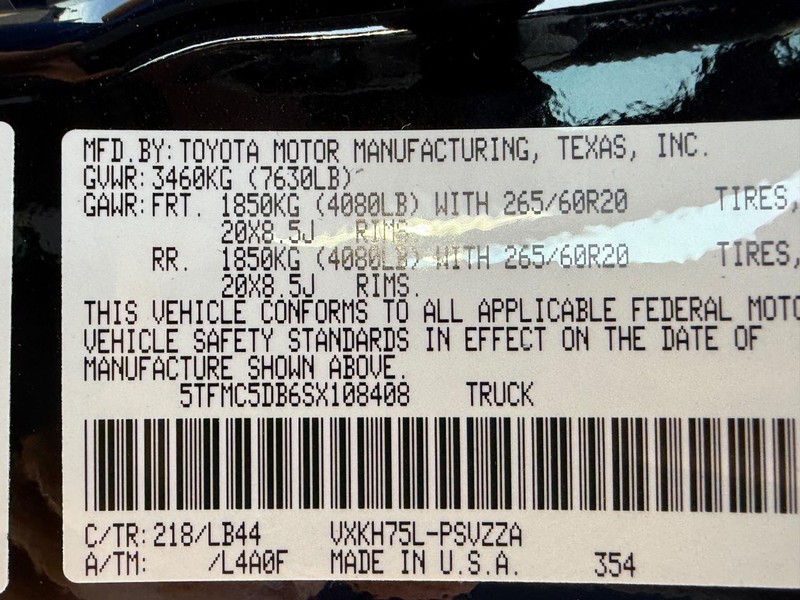 MFD.BY: TOYOTA MOTOR MANUFACTURING, TEXAS, INC.
GVWR: 3460KG (7630LB)
GAWR: FRT. 1850KG (4080LB) WITH 265/60R20 TIRES,
20X8.5J RIMS.
RR. 1850KG (4080LB) WITH 265/60R20 TIRES,
20X8.5J RIMS.
THIS VEHICLE CONFORMS TO ALL APPLICABLE FEDERAL MOTO
VEHICLE SAFETY STANDARDS IN EFFECT ON THE DATE OF
MANUFACTURE SHOWN ABOVE.
5TFMC5DB6SX108408 TRUCK
C/TR: 218/LB44 VXKH75L-PSVZZA
A/TM: /L4A0F MADE IN U.S.A. 354